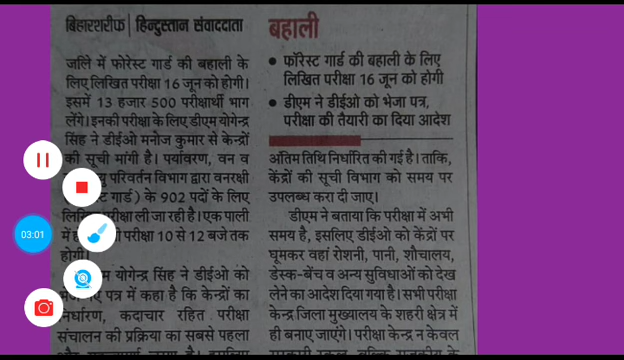 बिहारशरीफ | हिन्दुस्तान संवाददाता
जिले में फोरेस्ट गार्ड की बहाली के
लिए लिखित परीक्षा 16 जून को होगी।
इसमें 13 हजार 500 परीक्षार्थी भाग
लेंगे। इनकी परीक्षा के लिए डीएम योगेन्द्र
सिंह ने डीईओ मनोज कुमार से केन्द्रों
की सूची मांगी है। पर्यावरण, वन व
परिवर्तन विभाग द्वारा वनरक्षी
गार्ड) के 902 पदों के लिए
परीक्षा ली जा रही है। एक पाली
में परीक्षा 10 से 12 बजे तक
होगी।
योगेन्द्र सिंह ने डीईओ को
पत्र में कहा है कि केन्द्रों का
निर्धारण, कदाचार रहित परीक्षा
संचालन की प्रक्रिया का सबसे पहला
बहाली
• फॉरेस्ट गार्ड की बहाली के लिए
लिखित परीक्षा 16 जून को होगी
• डीएम ने डीईओ को भेजा पत्र,
परीक्षा की तैयारी का दिया आदेश
अंतिम तिथि निर्धारित की गई है। ताकि,
केंद्रों की सूची विभाग को समय पर
उपलब्ध करा दी जाए।
डीएम ने बताया कि परीक्षा में अभी
समय है, इसलिए डीईओ को केंद्रों पर
घूमकर वहां रोशनी, पानी, शौचालय,
डेस्क-बेंच व अन्य सुविधाओं को देख
लेने का आदेश दिया गया है। सभी परीक्षा
केन्द्र जिला मुख्यालय के शहरी क्षेत्र में
ही बनाए जाएंगे। परीक्षा केन्द्र न केवल
03:01